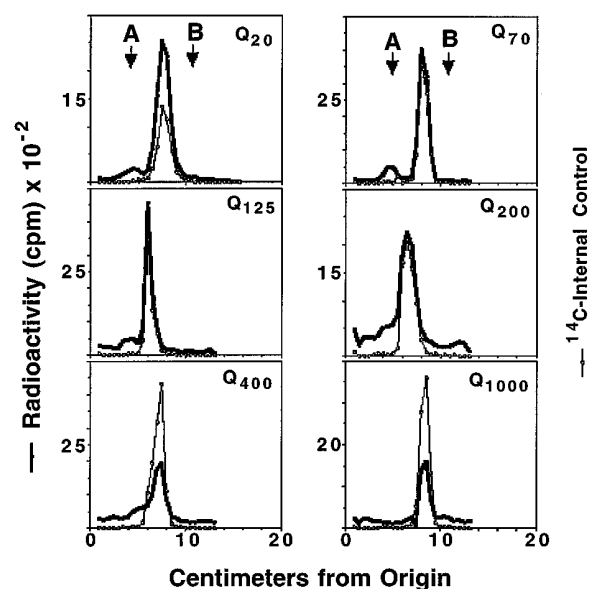 A B Q20
15
A B Q70
25
Q125
25
Q200
15
Q400
25
Q1000
20
0 10 20
0 10 20
Centimeters from Origin
— Radioactivity (cpm) x 10-2
14C-Internal Control